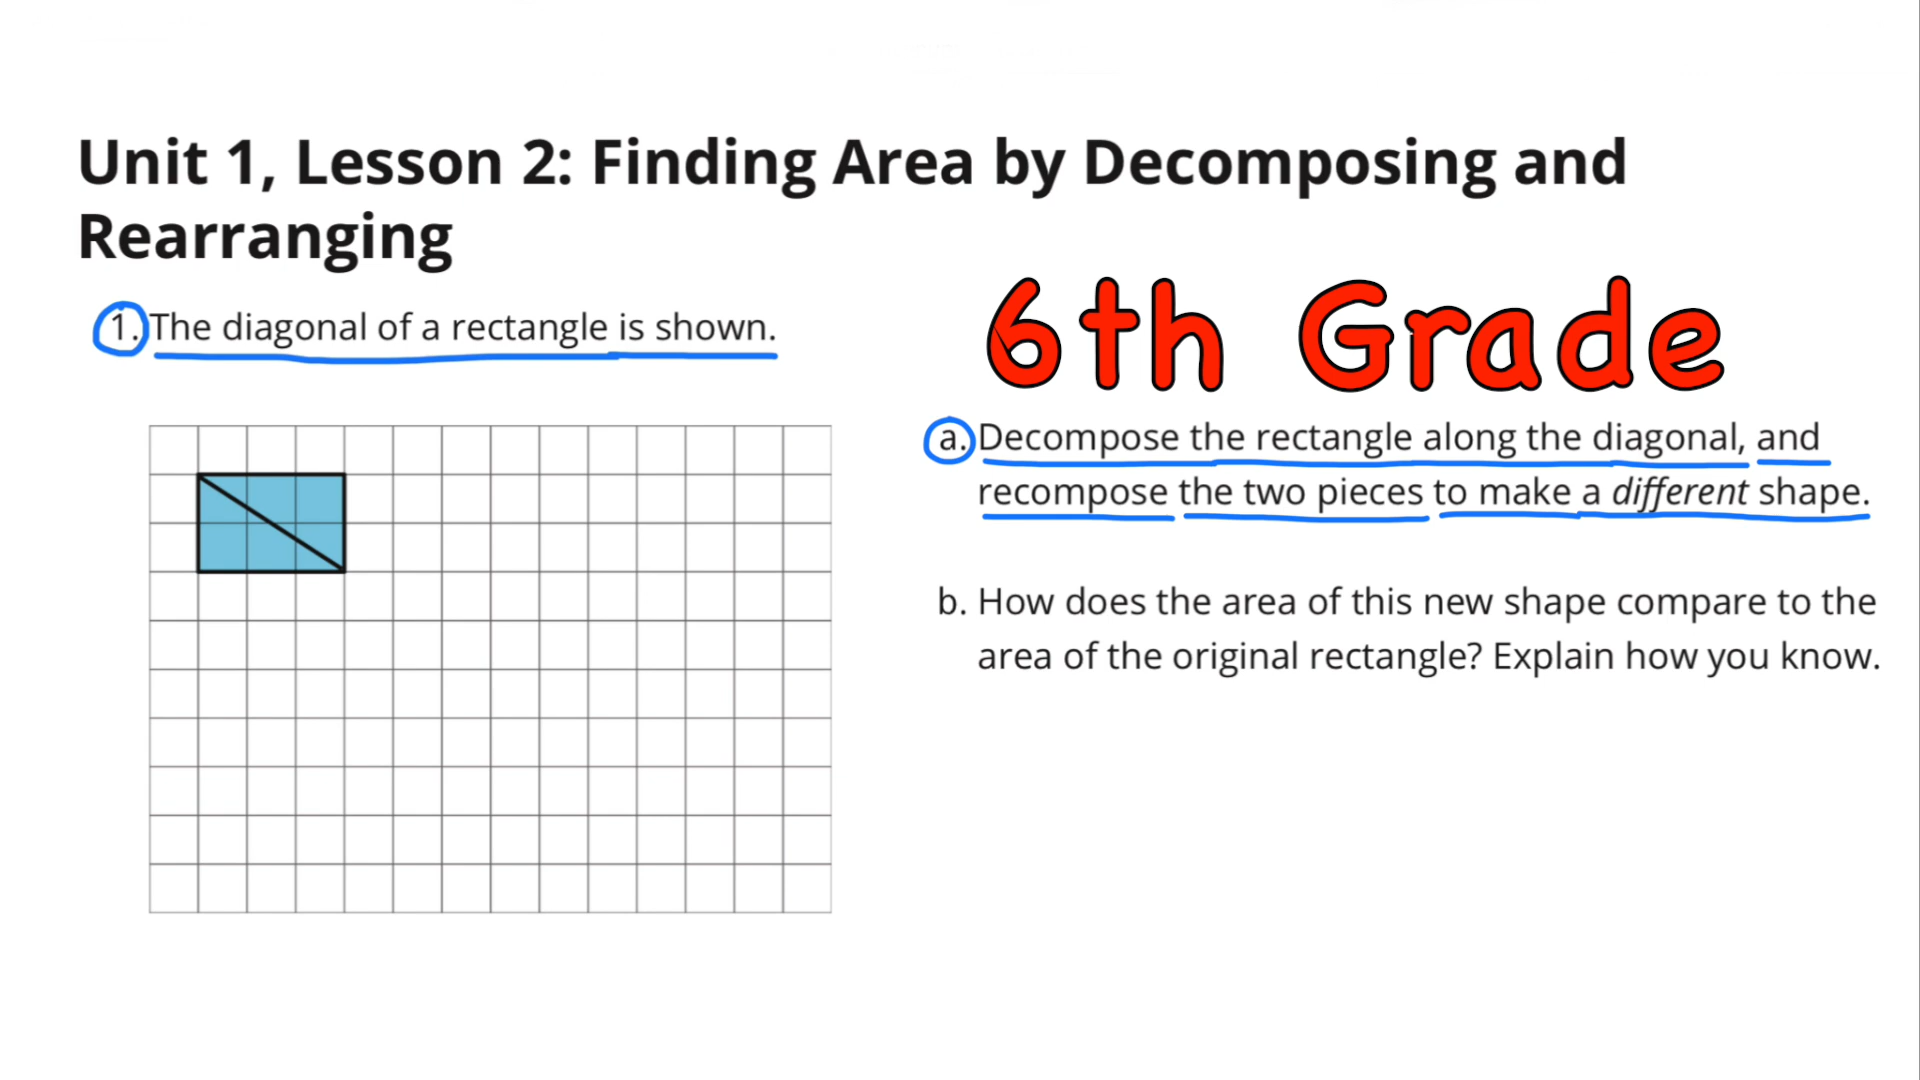 Unit 1, Lesson 2: Finding Area by Decomposing and
Rearranging
6th Grade
1. The diagonal of a rectangle is shown.
a. Decompose the rectangle along the diagonal, and
recompose the two pieces to make a different shape.
b. How does the area of this new shape compare to the
area of the original rectangle? Explain how you know.